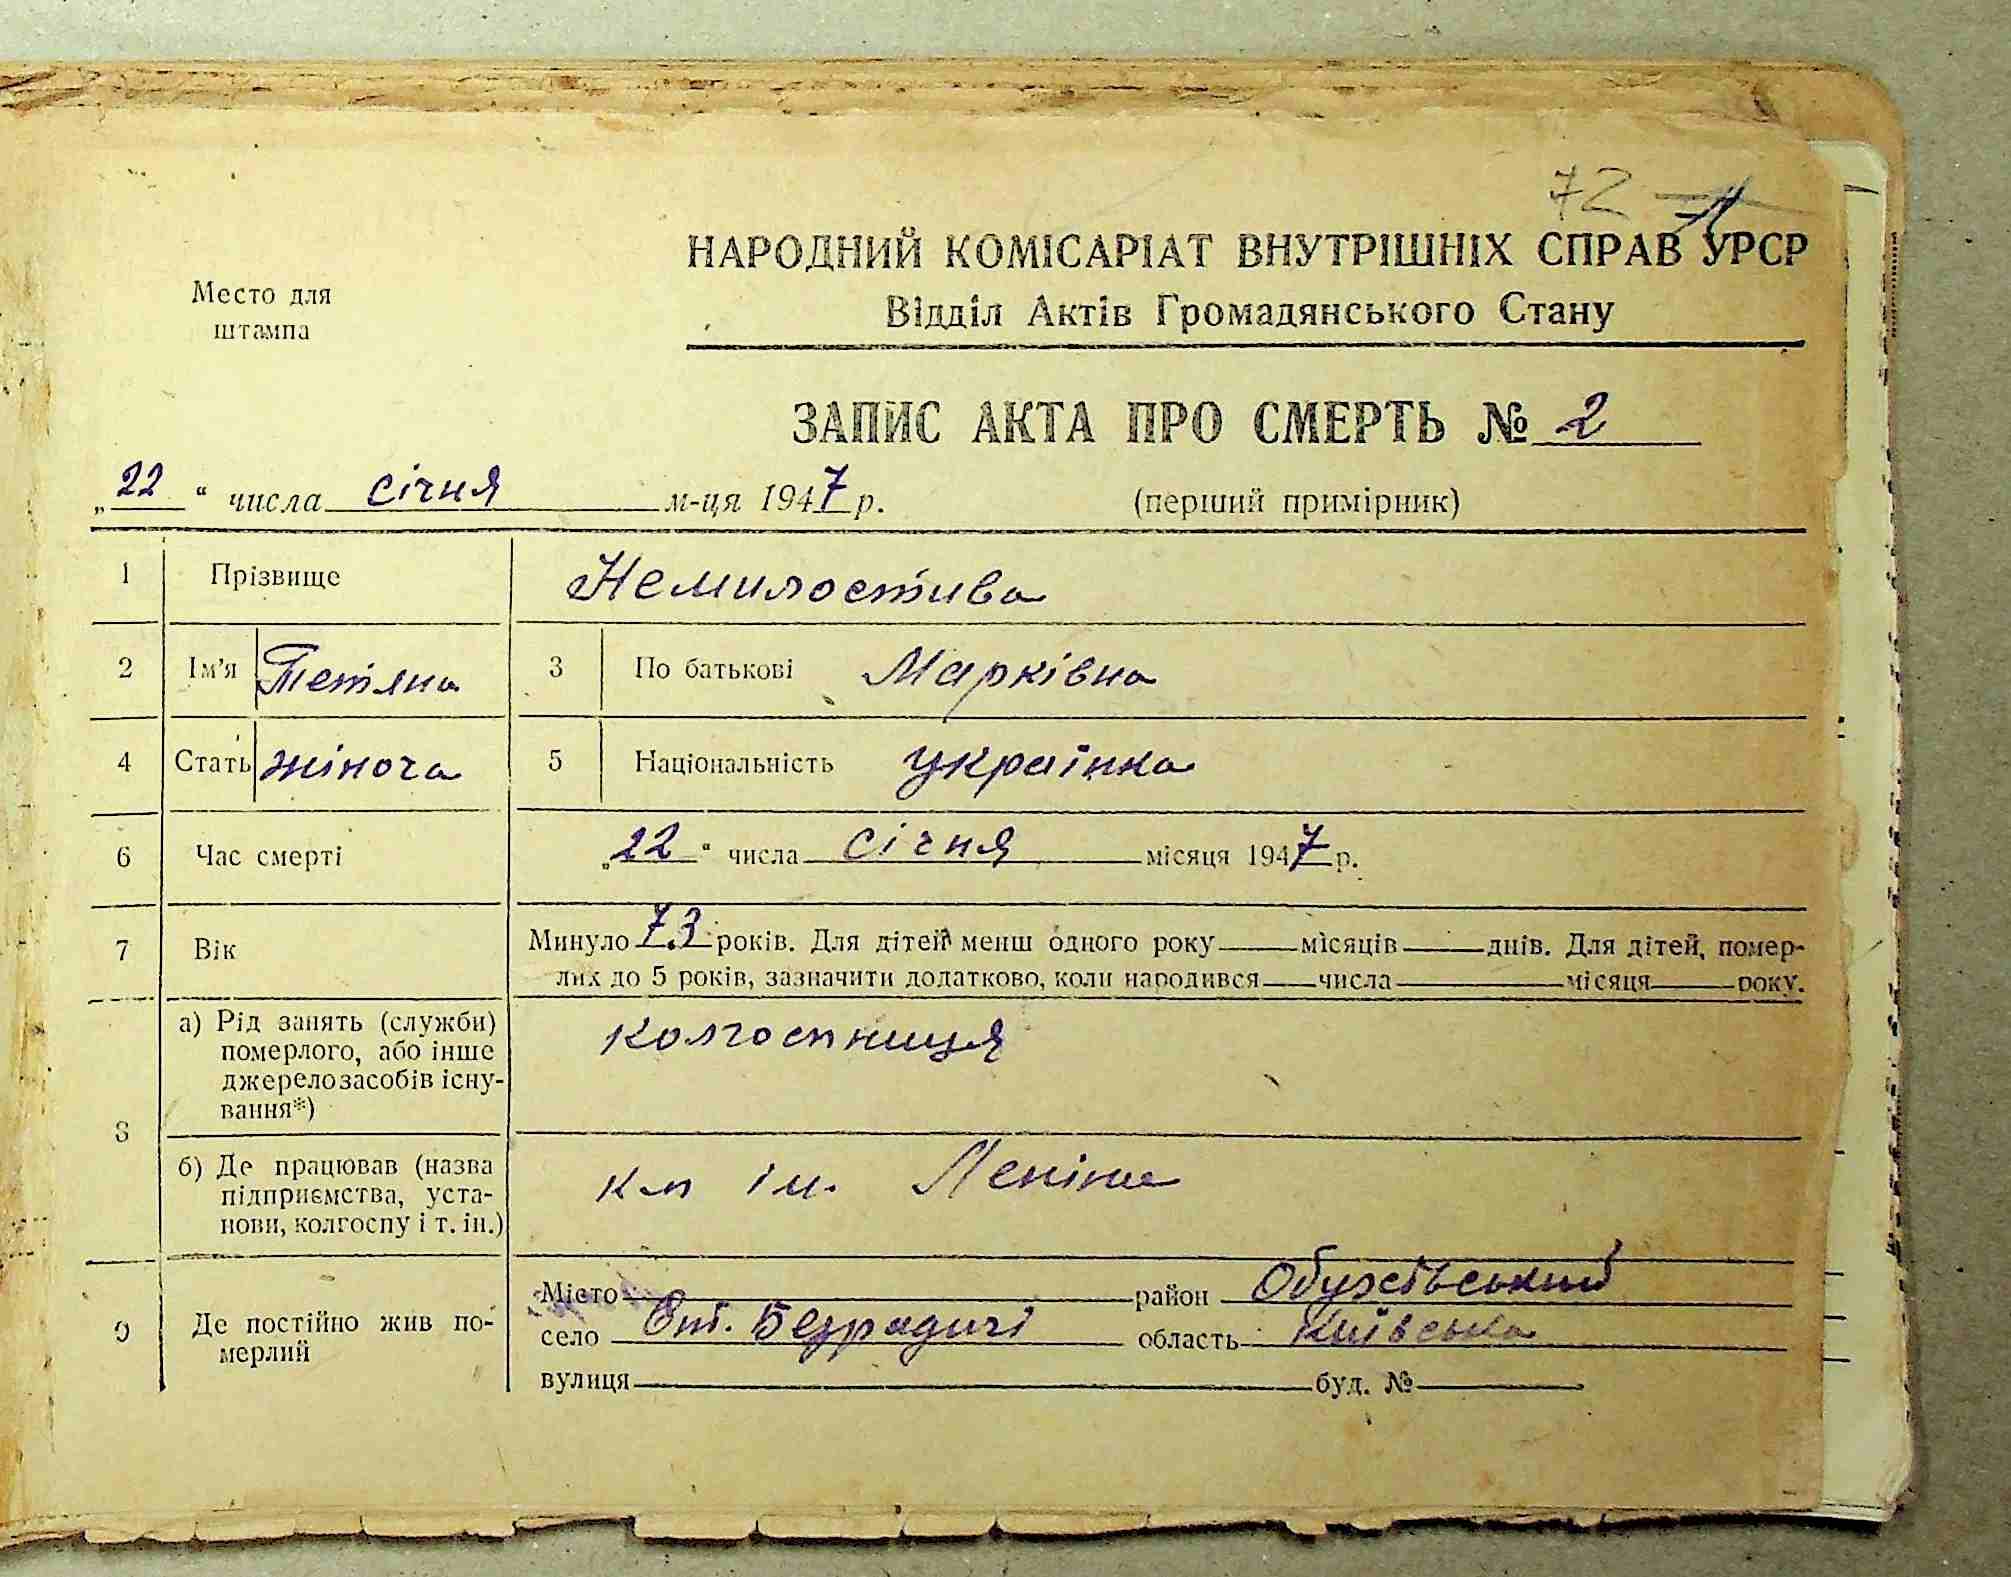 72
71
НАРОДНИЙ КОМІСАРІАТ ВНУТРІШНІХ СПРАВ УРСР
Відділ Актів Громадянського Стану
Место для
штампа
ЗАПИС АКТА ПРО СМЕРТЬ № 2
„22“ числа січня м-ця 1947 р.
(перший примірник)
1 Прізвище Немилостива
2 Ім'я Тетяна 3 По батькові Марківна
4 Стать жіноча 5 Національність українка
6 Час смерті „22“ числа січня місяця 1947 р.
7 Вік Минуло 73 років. Для дітей менш одного року — місяців — днів. Для дітей, помер-
лих до 5 років, зазначити додатково, коли народився — числа — місяця — року.
8 а) Рід занять (служби) колгоспниця
померлого, або інше
джерело засобів існу-
вання*)
б) Де працював (назва
підприємства, уста- кп ім. Леніна
нови, колгоспу і т. ін.)
9 Де постійно жив по-
мерлий
Місто район Обухівський
село Нт. Безрадичі область Київська
вулиця буд. №